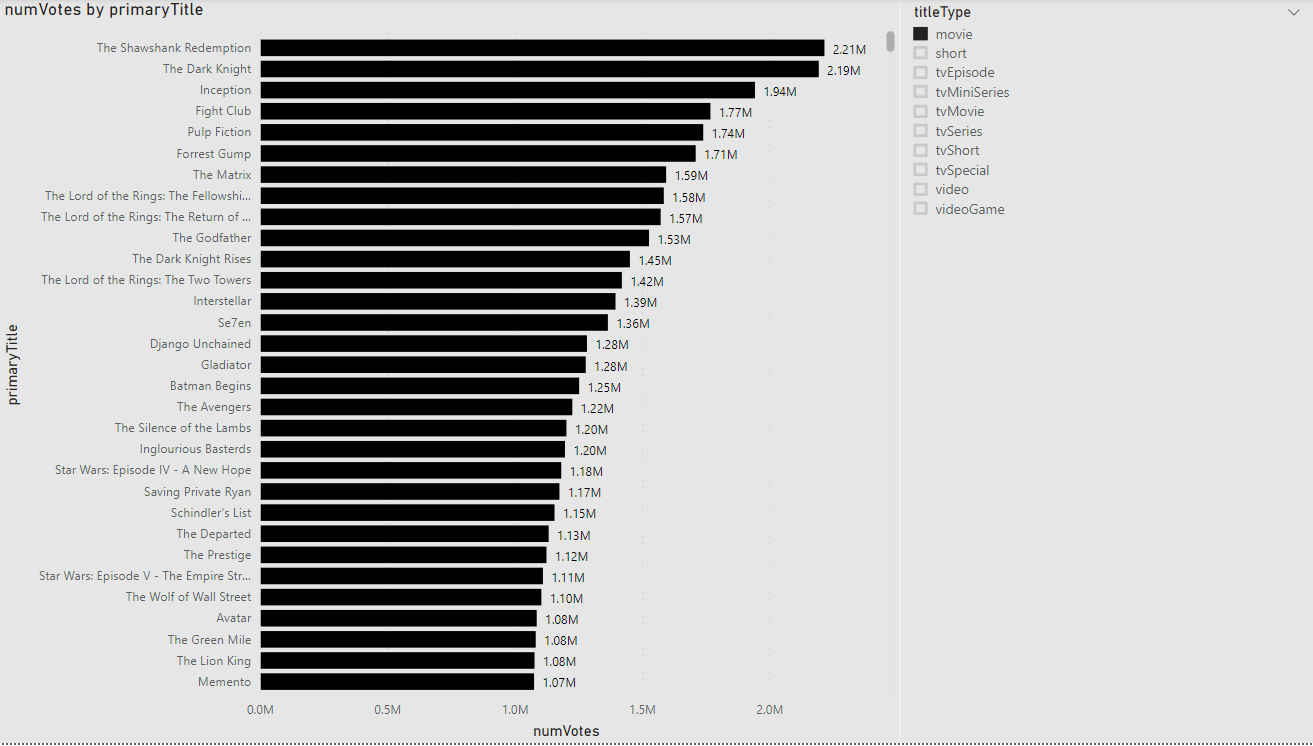 numVotes by primaryTitle
The Shawshank Redemption 2.21M
The Dark Knight 2.19M
Inception 1.94M
Fight Club 1.77M
Pulp Fiction 1.74M
Forrest Gump 1.71M
The Matrix 1.59M
The Lord of the Rings: The Fellowshi... 1.58M
The Lord of the Rings: The Return of ... 1.57M
The Godfather 1.53M
The Dark Knight Rises 1.45M
The Lord of the Rings: The Two Towers 1.42M
Interstellar 1.39M
Se7en 1.36M
Django Unchained 1.28M
Gladiator 1.28M
Batman Begins 1.25M
The Avengers 1.22M
The Silence of the Lambs 1.20M
Inglourious Basterds 1.20M
Star Wars: Episode IV - A New Hope 1.18M
Saving Private Ryan 1.17M
Schindler's List 1.15M
The Departed 1.13M
The Prestige 1.12M
Star Wars: Episode V - The Empire Str... 1.11M
The Wolf of Wall Street 1.10M
Avatar 1.08M
The Green Mile 1.08M
The Lion King 1.08M
Memento 1.07M
primaryTitle
0.0M 0.5M 1.0M 1.5M 2.0M
numVotes
titleType
movie
short
tvEpisode
tvMiniSeries
tvMovie
tvSeries
tvShort
tvSpecial
video
videoGame